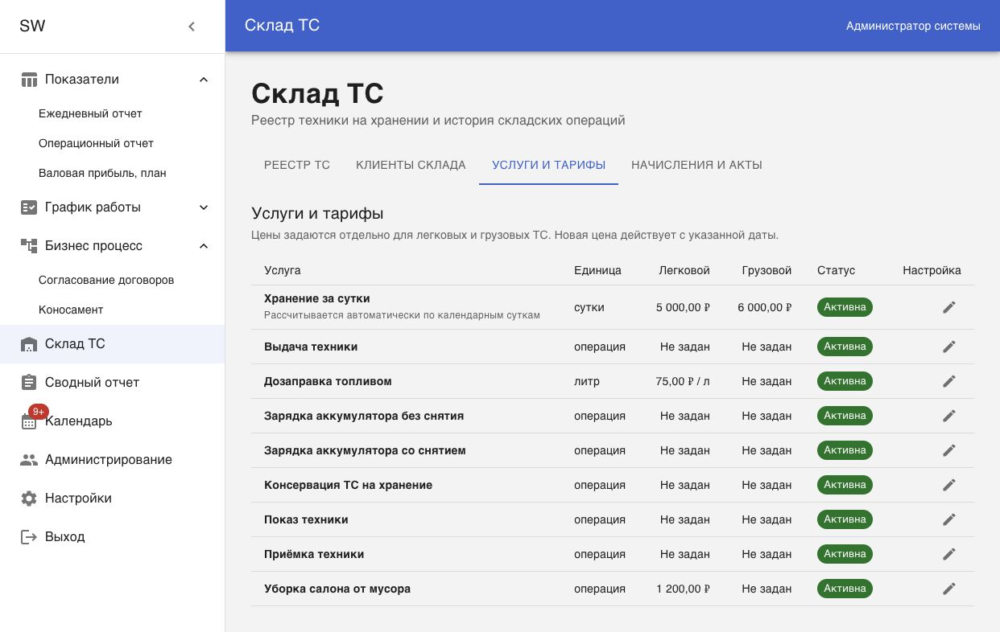 SW
Склад ТС
Администратор системы
Показатели
Ежедневный отчет
Операционный отчет
Валовая прибыль, план
График работы
Бизнес процесс
Согласование договоров
Коносамент
Склад ТС
Сводный отчет
9+
Календарь
Администрирование
Настройки
Выход
Склад ТС
Реестр техники на хранении и история складских операций
РЕЕСТР ТС КЛИЕНТЫ СКЛАДА УСЛУГИ И ТАРИФЫ НАЧИСЛЕНИЯ И АКТЫ
Услуги и тарифы
Цены задаются отдельно для легковых и грузовых ТС. Новая цена действует с указанной даты.
Услуга Единица Легковой Грузовой Статус Настройка
Хранение за сутки
Рассчитывается автоматически по календарным суткам
сутки 5 000,00 ₽ 6 000,00 ₽ Активна
Выдача техники операция Не задан Не задан Активна
Дозаправка топливом литр 75,00 ₽ / л Не задан Активна
Зарядка аккумулятора без снятия операция Не задан Не задан Активна
Зарядка аккумулятора со снятием операция Не задан Не задан Активна
Консервация ТС на хранение операция Не задан Не задан Активна
Показ техники операция Не задан Не задан Активна
Приёмка техники операция Не задан Не задан Активна
Уборка салона от мусора операция 1 200,00 ₽ Не задан Активна